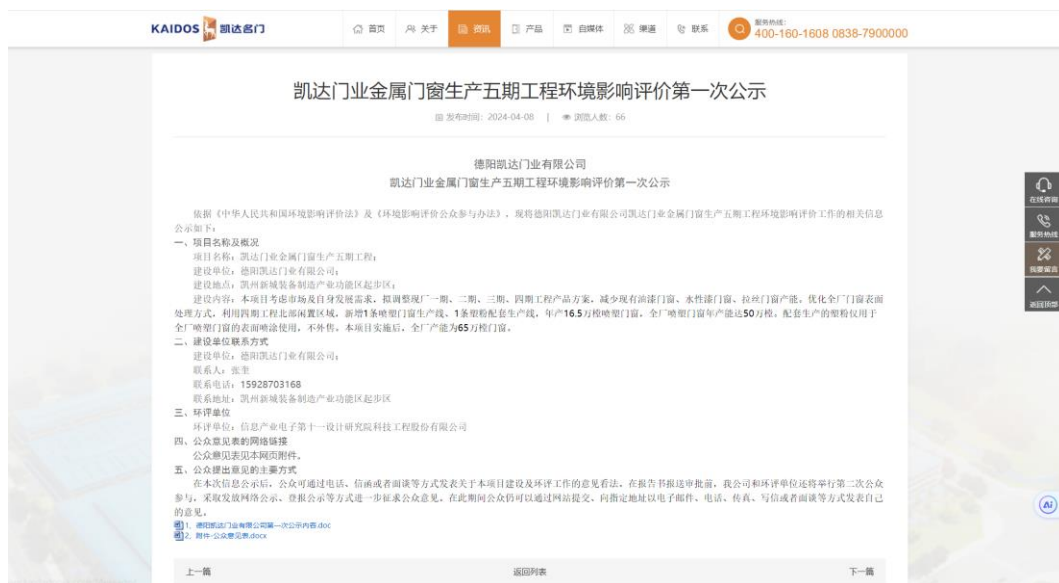 KAIDOS 凯达名门
首页 关于 资讯 产品 自媒体 渠道 联系
服务热线:
400-160-1608 0838-7900000
凯达门业金属门窗生产五期工程环境影响评价第一次公示
发布时间: 2024-04-08 | 浏览人数: 66
德阳凯达门业有限公司
凯达门业金属门窗生产五期工程环境影响评价第一次公示
依据《中华人民共和国环境影响评价法》及《环境影响评价公众参与办法》，现将德阳凯达门业有限公司凯达门业金属门窗生产五期工程环境影响评价工作的相关信息
公示如下：
一、项目名称及概况
项目名称：凯达门业金属门窗生产五期工程；
建设单位：德阳凯达门业有限公司；
建设地点：凯州新城装备制造产业功能区起步区；
建设内容：本项目考虑市场及自身发展需求，拟调整现厂一期、二期、三期、四期工程产品方案，减少现有油漆门窗、水性漆门窗、拉丝门窗产能，优化全厂门窗表面
处理方式，利用四期工程北部闲置区域，新增1条喷塑门窗生产线、1条塑粉配套生产线，年产16.5万樘喷塑门窗，全厂喷塑门窗年产能达50万樘，配套生产的塑粉仅用于
全厂喷塑门窗的表面喷涂使用，不外售。本项目实施后，全厂产能为65万樘门窗。
二、建设单位联系方式
建设单位：德阳凯达门业有限公司；
联系人：张奎
联系电话：15928703168
联系地址：凯州新城装备制造产业功能区起步区
三、环评单位
环评单位：信息产业电子第十一设计研究院科技工程股份有限公司
四、公众意见表的网络链接
公众意见表见本网页附件。
五、公众提出意见的主要方式
在本次信息公示后，公众可通过电话、信函或者面谈等方式发表关于本项目建设及环评工作的意见看法。在报告书报送审批前，我公司和环评单位还将举行第二次公众
参与，采取发放网络公示、登报公示等方式进一步征求公众意见。在此期间公众仍可以通过网站提交、向指定地址以电子邮件、电话、传真、写信或者面谈等方式发表自己
的意见。
1、德阳凯达门业有限公司第一次公示内容.doc
2、附件-公众意见表.docx
上一篇 返回列表 下一篇
在线咨询
服务热线
我要留言
返回顶部
Ai